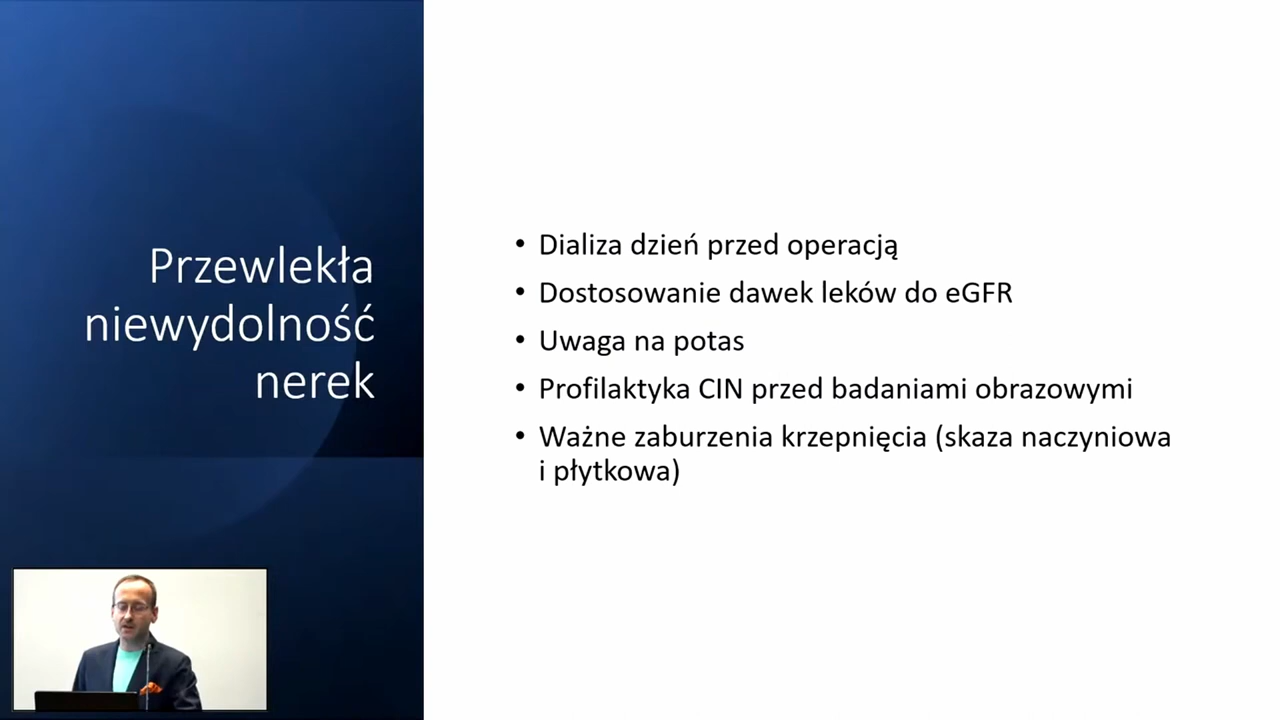 Przewlekła
niewydolność
nerek
• Dializa dzień przed operacją
• Dostosowanie dawek leków do eGFR
• Uwaga na potas
• Profilaktyka CIN przed badaniami obrazowymi
• Ważne zaburzenia krzepnięcia (skaza naczyniowa
i płytkowa)